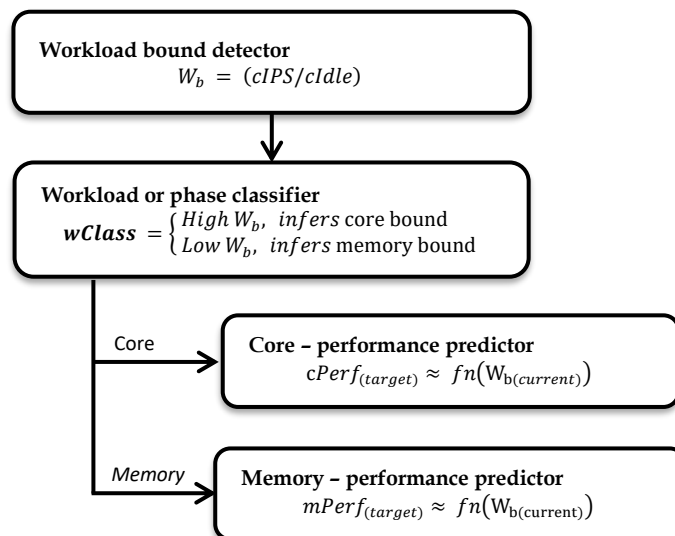 Workload bound detector
W_b = (cIPS/cIdle)
Workload or phase classifier
wClass = { High W_b, infers core bound
Low W_b, infers memory bound
Core
Core – performance predictor
cPerf_(target) ≈ fn(W_b(current))
Memory
Memory – performance predictor
mPerf_(target) ≈ fn(W_b(current))